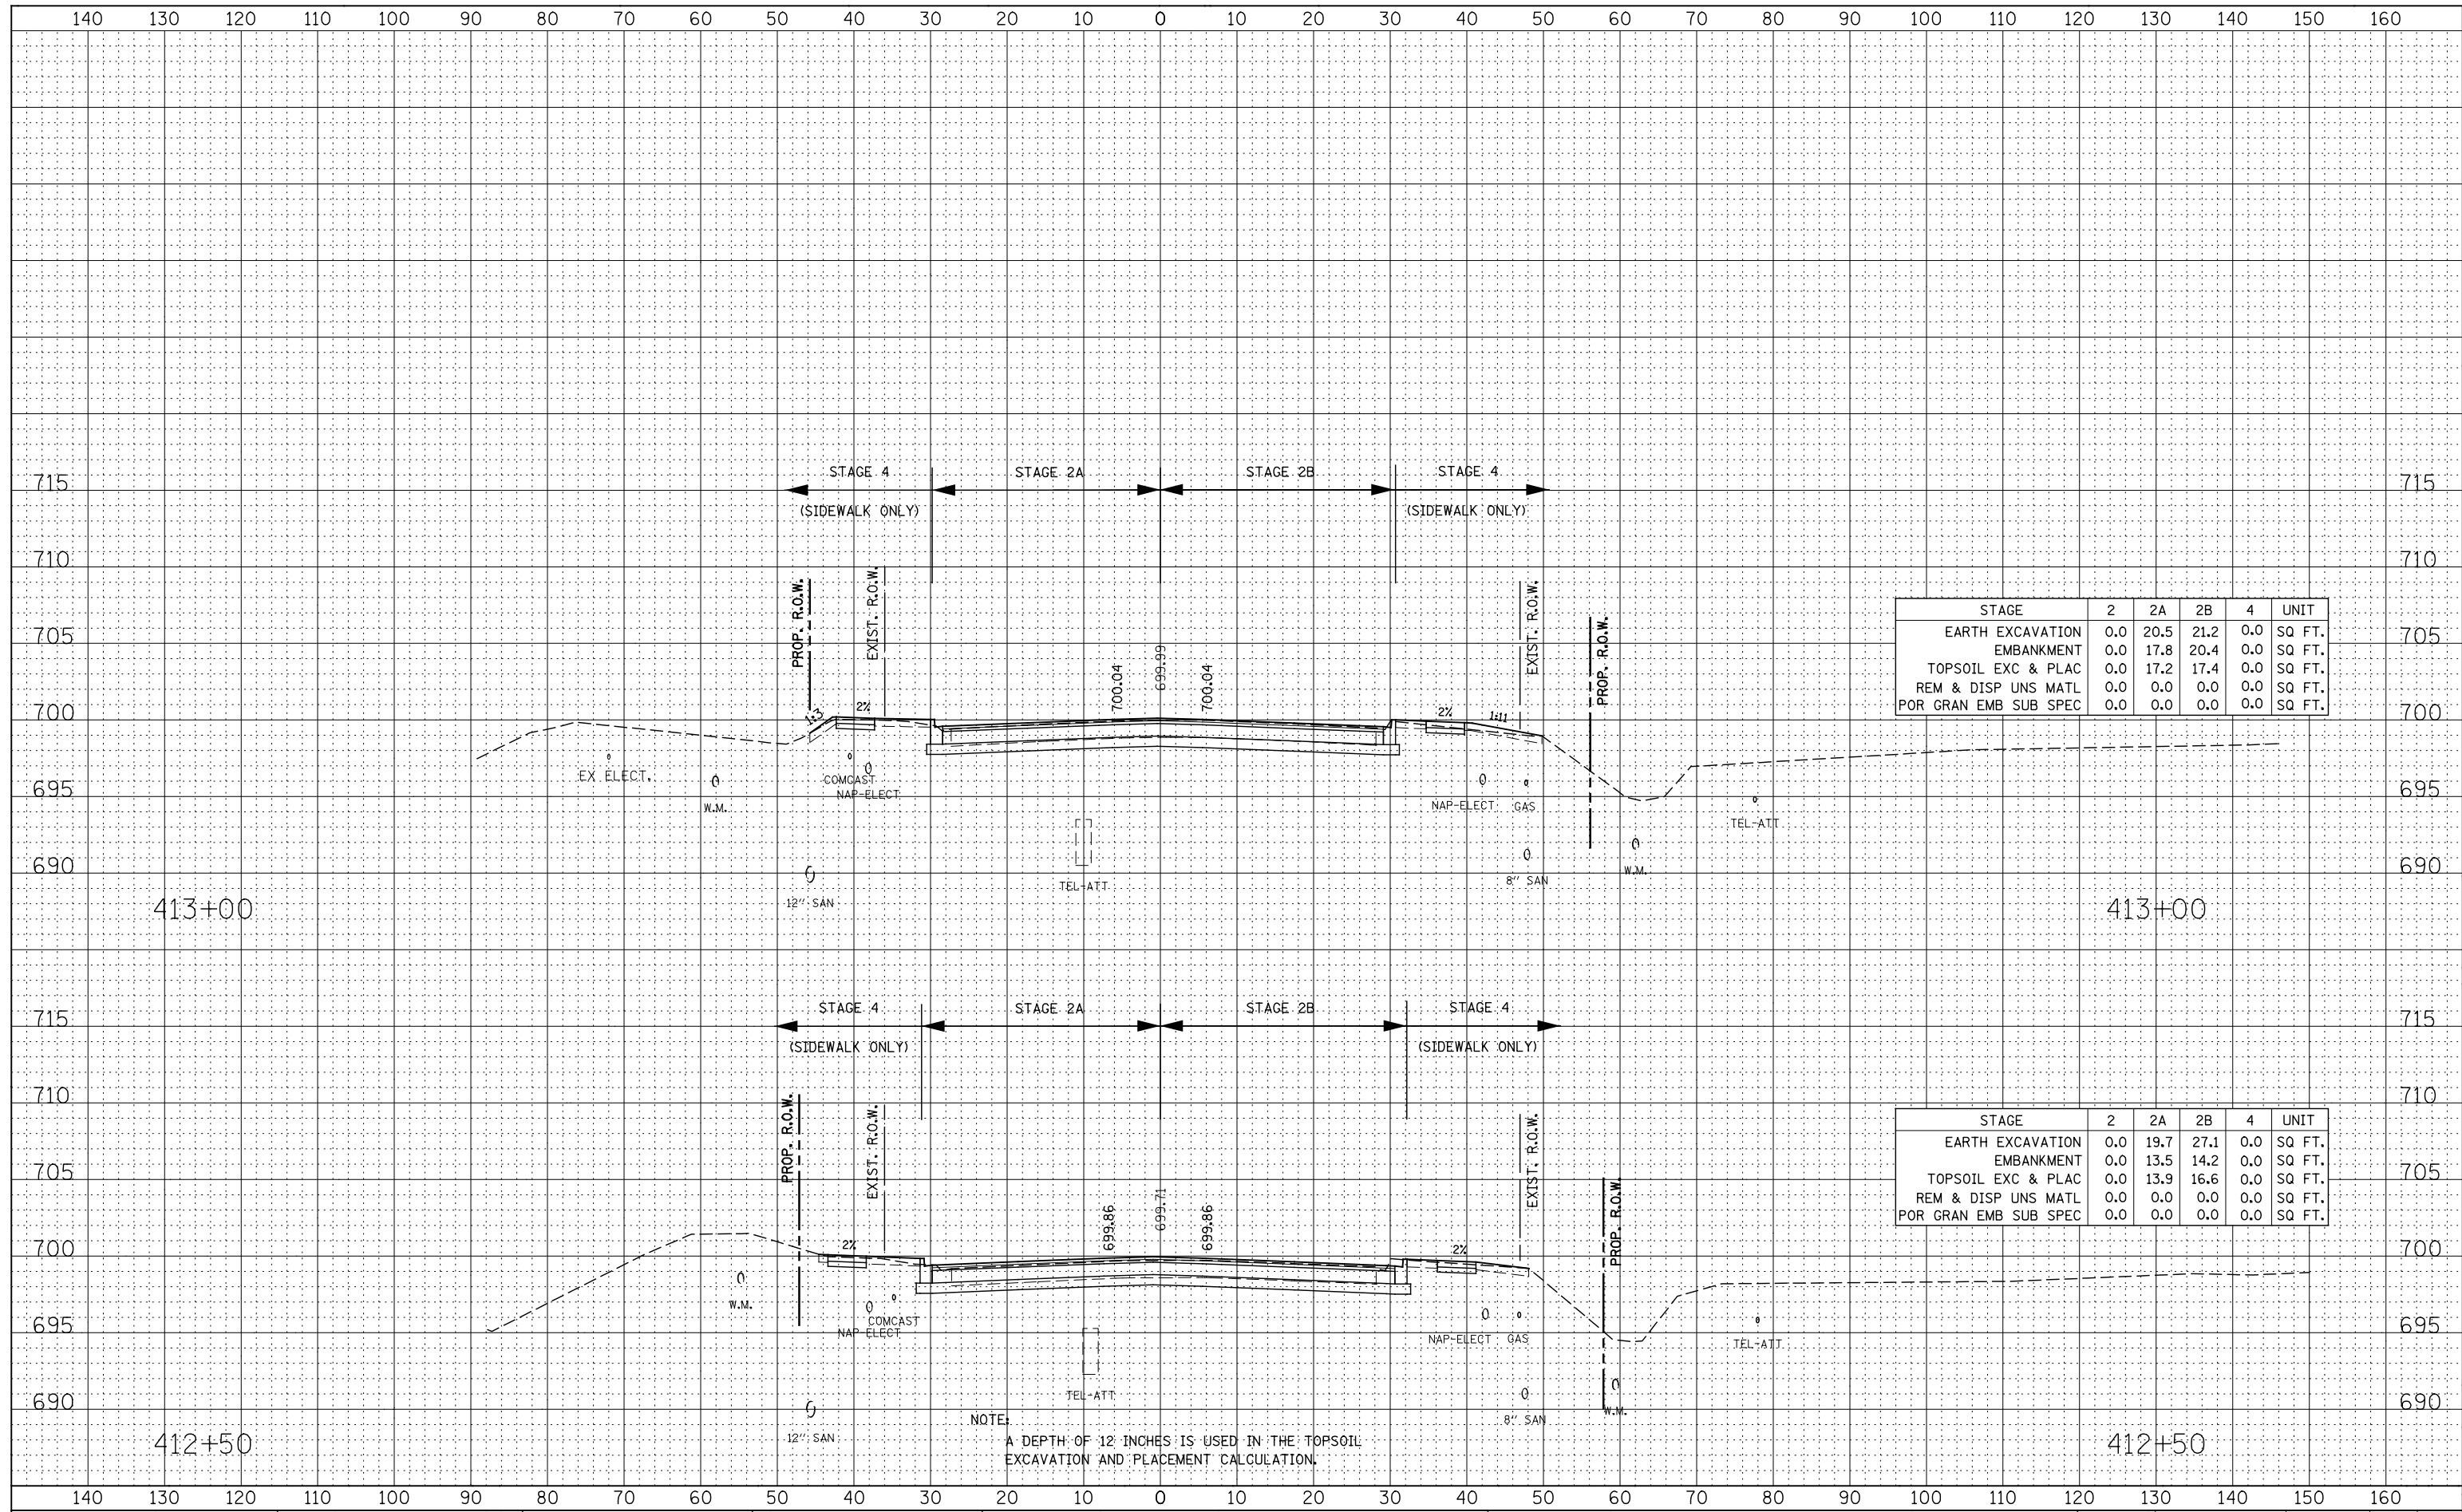 140 130 120 110 100 90 80 70 60 50 40 30 20 10 0 10 20 30 40 50 60 70 80 90 100 110 120 130 140 150 160
STAGE 4 STAGE 2A STAGE 2B STAGE 4
715 715
(SIDEWALK ONLY) (SIDEWALK ONLY)
710 710
PROP. R.O.W. EXIST. R.O.W. 700.04 699.99 700.04 EXIST. R.O.W. PROP. R.O.W.
STAGE 2 2A 2B 4 UNIT
EARTH EXCAVATION 0.0 20.5 21.2 0.0 SQ FT.
705 705
EMBANKMENT 0.0 17.8 20.4 0.0 SQ FT.
TOPSOIL EXC & PLAC 0.0 17.2 17.4 0.0 SQ FT.
REM & DISP UNS MATL 0.0 0.0 0.0 0.0 SQ FT.
POR GRAN EMB SUB SPEC 0.0 0.0 0.0 0.0 SQ FT.
1:3 2% 2% 1:11
700 700
EX ELECT. COMCAST
NAP-ELECT
695 695
W.M. NAP-ELECT GAS
TEL-ATT
690 690
W.M.
TEL-ATT 8'' SAN
12'' SAN
413+00 413+00
STAGE 4 STAGE 2A STAGE 2B STAGE 4
715 715
(SIDEWALK ONLY) (SIDEWALK ONLY)
710 710
PROP. R.O.W. EXIST. R.O.W. 699.86 699.71 699.86 EXIST. R.O.W. PROP. R.O.W.
STAGE 2 2A 2B 4 UNIT
EARTH EXCAVATION 0.0 19.7 27.1 0.0 SQ FT.
EMBANKMENT 0.0 13.5 14.2 0.0 SQ FT.
705 705
TOPSOIL EXC & PLAC 0.0 13.9 16.6 0.0 SQ FT.
REM & DISP UNS MATL 0.0 0.0 0.0 0.0 SQ FT.
POR GRAN EMB SUB SPEC 0.0 0.0 0.0 0.0 SQ FT.
2% 2%
700 700
W.M.
COMCAST
NAP-ELECT
695 695
NAP-ELECT GAS
TEL-ATT
TEL-ATT
690 690
W.M.
8'' SAN
12'' SAN
412+50 412+50
NOTE:
A DEPTH OF 12 INCHES IS USED IN THE TOPSOIL
EXCAVATION AND PLACEMENT CALCULATION.
140 130 120 110 100 90 80 70 60 50 40 30 20 10 0 10 20 30 40 50 60 70 80 90 100 110 120 130 140 150 160